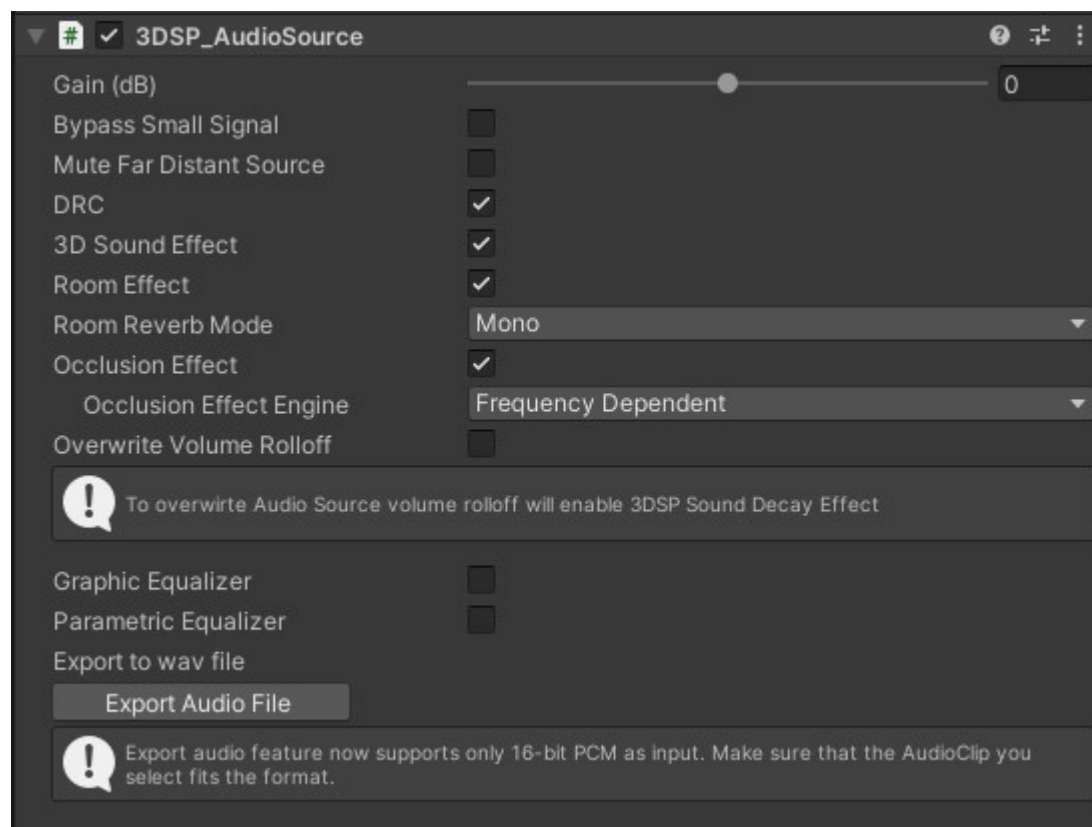 # 3DSP_AudioSource
Gain (dB) 0
Bypass Small Signal
Mute Far Distant Source
DRC
3D Sound Effect
Room Effect
Room Reverb Mode Mono
Occlusion Effect
Occlusion Effect Engine Frequency Dependent
Overwrite Volume Rolloff
To overwirte Audio Source volume rolloff will enable 3DSP Sound Decay Effect
Graphic Equalizer
Parametric Equalizer
Export to wav file
Export Audio File
Export audio feature now supports only 16-bit PCM as input. Make sure that the AudioClip you
select fits the format.